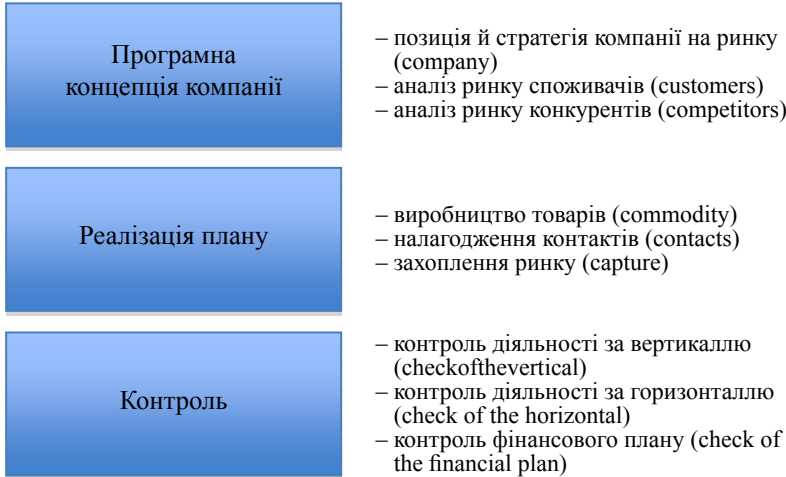 Програмна
концепція компанії
– позиція й стратегія компанії на ринку
(company)
– аналіз ринку споживачів (customers)
– аналіз ринку конкурентів (competitors)
Реалізація плану
– виробництво товарів (commodity)
– налагодження контактів (contacts)
– захоплення ринку (capture)
Контроль
– контроль діяльності за вертикаллю
(checkofthevertical)
– контроль діяльності за горизонталлю
(check of the horizontal)
– контроль фінансового плану (check of
the financial plan)